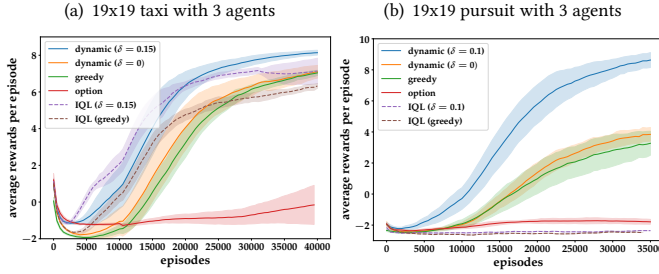 (a) 19x19 taxi with 3 agents
8
6
4
2
0
−2
average rewards per episode
dynamic (δ = 0.15)
dynamic (δ = 0)
greedy
option
IQL (δ = 0.15)
IQL (greedy)
0 5000 10000 15000 20000 25000 30000 35000 40000
episodes
(b) 19x19 pursuit with 3 agents
10
8
6
4
2
0
−2
average rewards per episode
dynamic (δ = 0.1)
dynamic (δ = 0)
greedy
option
IQL (δ = 0.1)
IQL (greedy)
0 5000 10000 15000 20000 25000 30000 35000
episodes